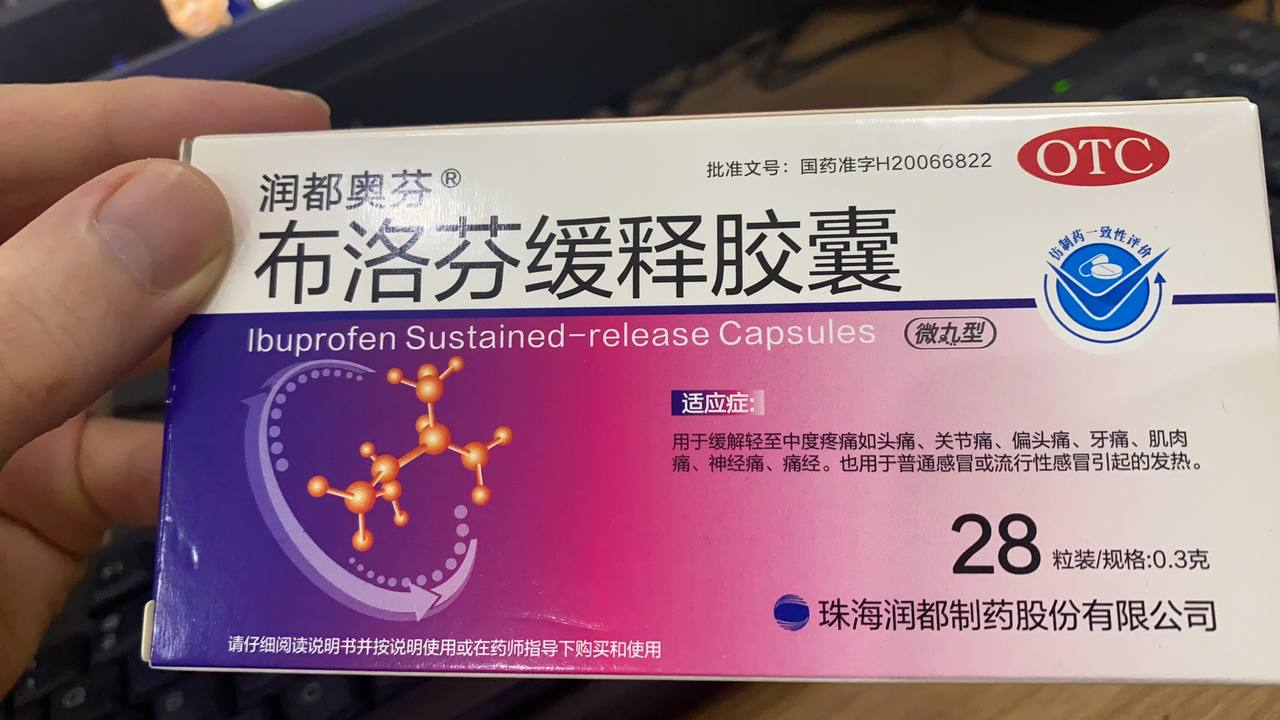 批准文号：国药准字H20066822
OTC
润都奥芬®
布洛芬缓释胶囊
仿制药一致性评价
Ibuprofen Sustained-release Capsules
微丸型
适应症:
用于缓解轻至中度疼痛如头痛、关节痛、偏头痛、牙痛、肌肉
痛、神经痛、痛经。也用于普通感冒或流行性感冒引起的发热。
28粒装/规格:0.3克
珠海润都制药股份有限公司
请仔细阅读说明书并按说明使用或在药师指导下购买和使用